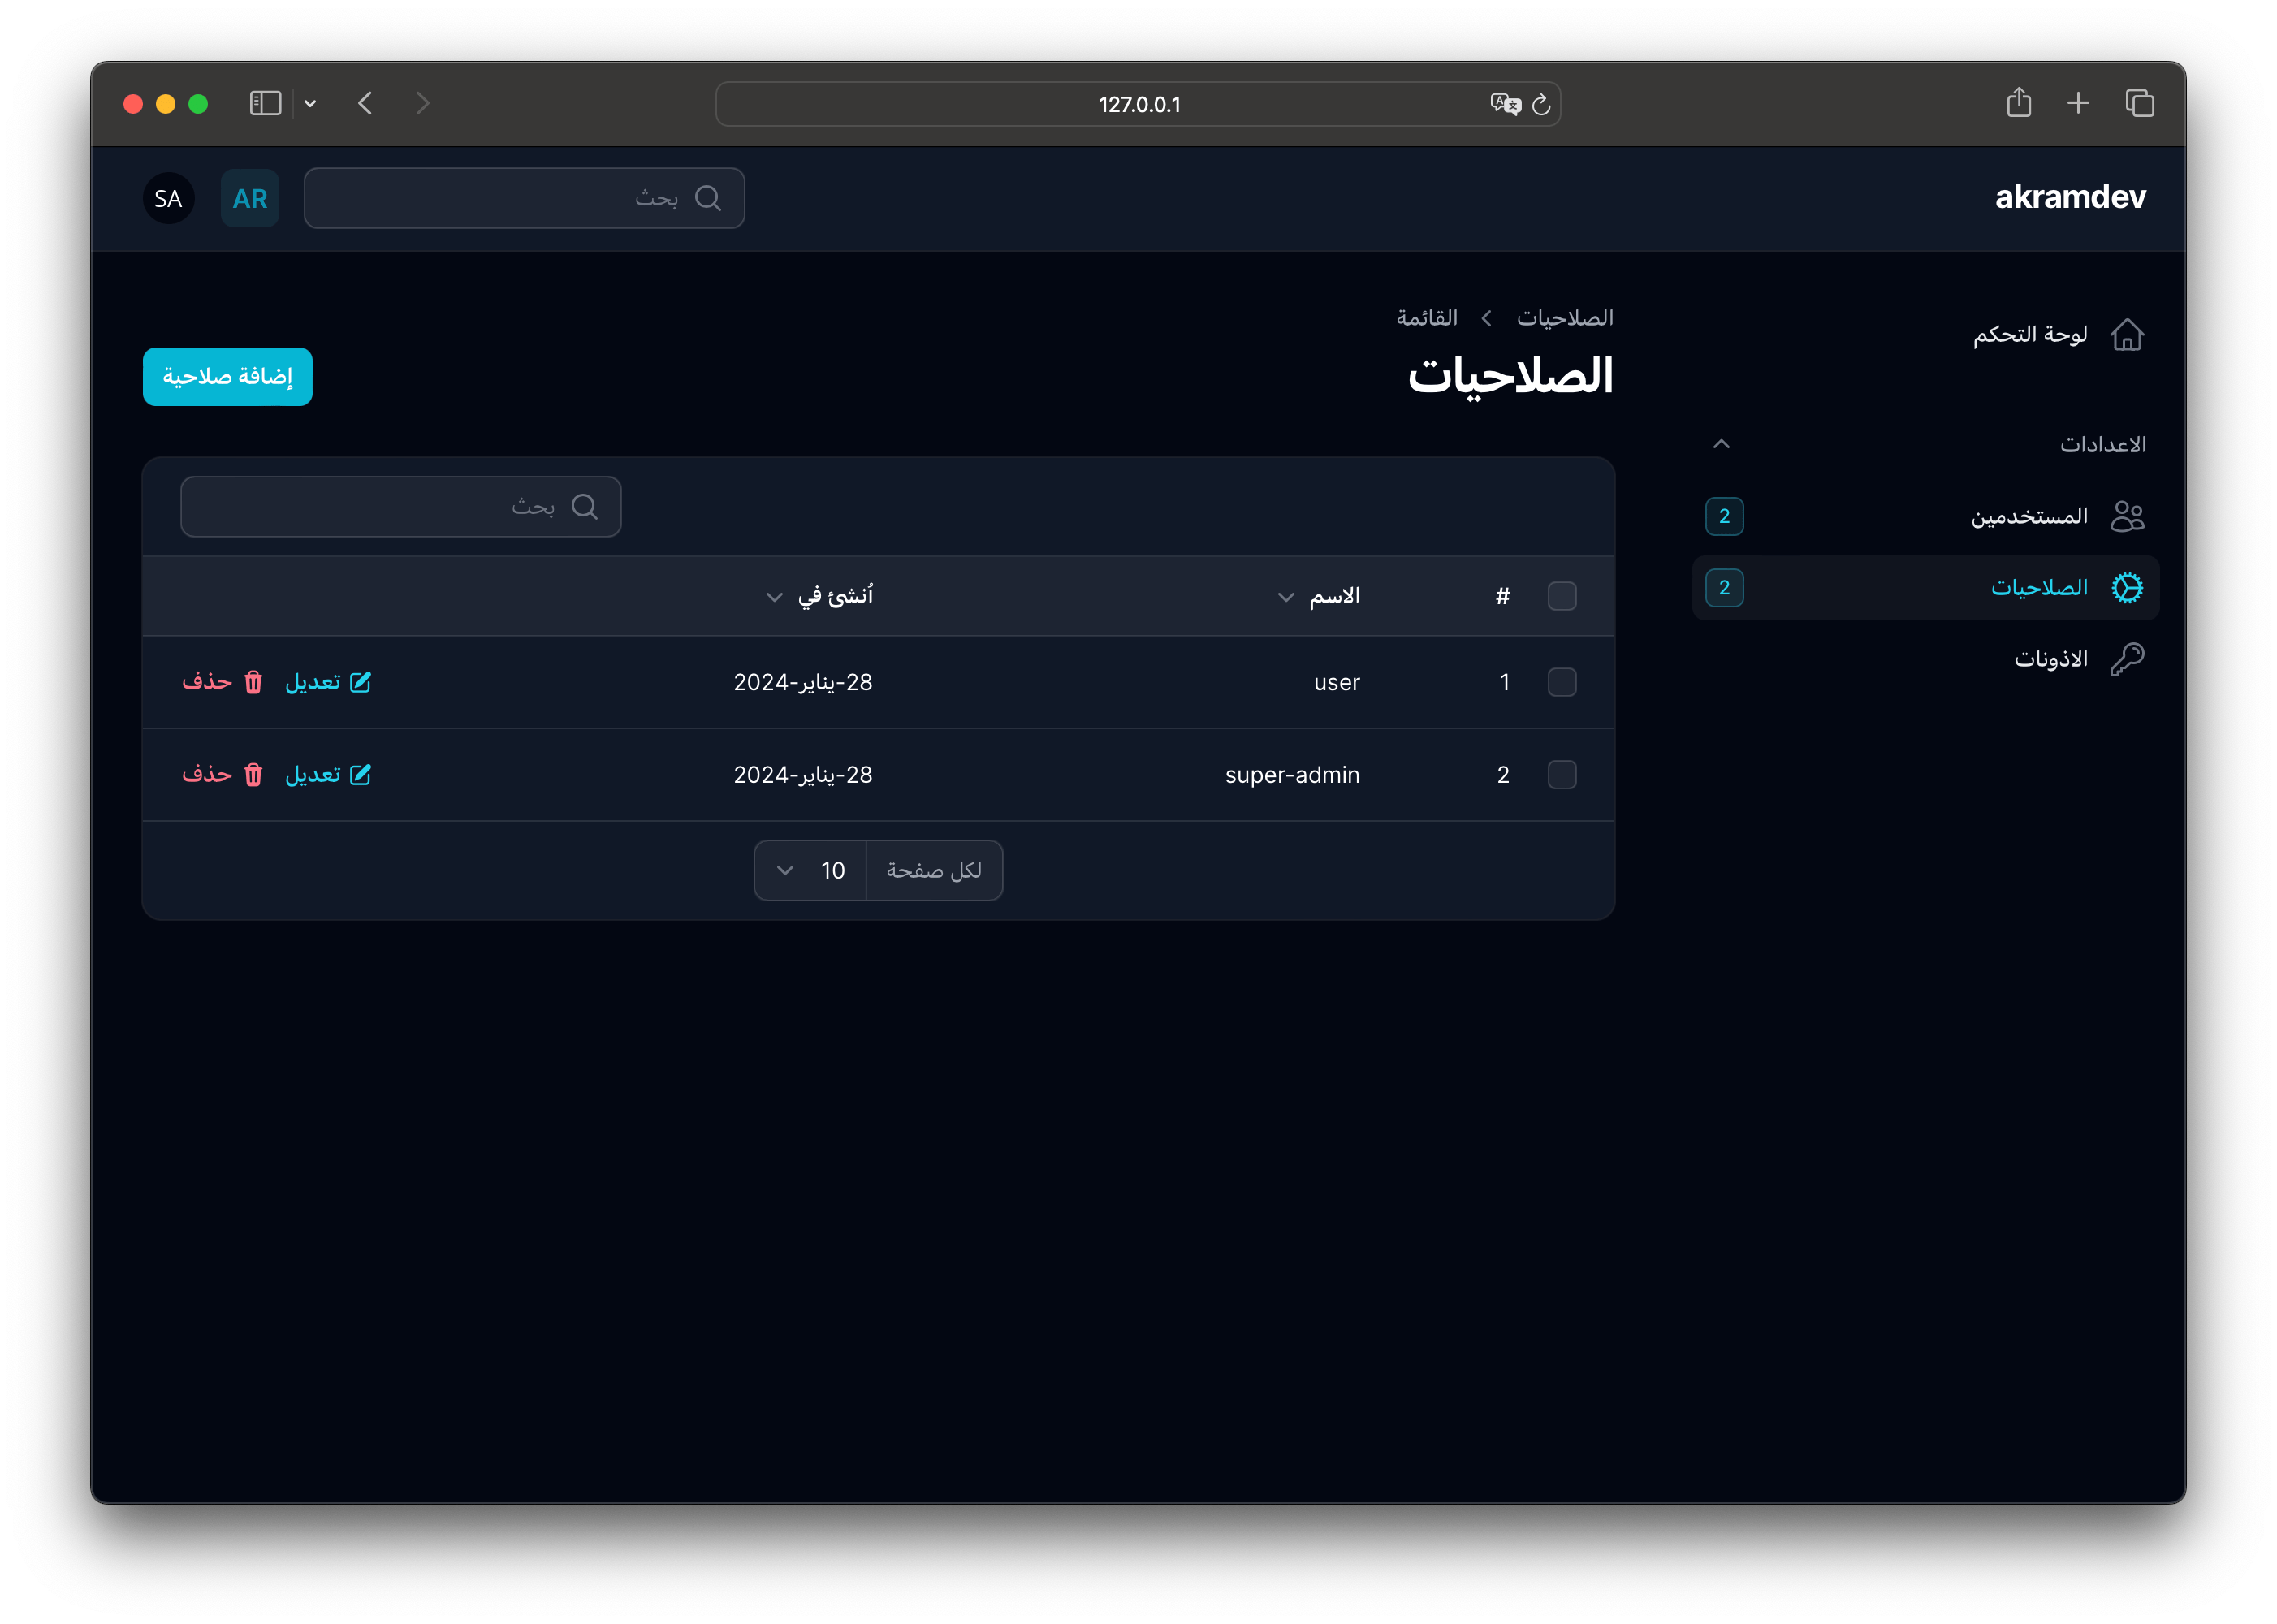 127.0.0.1
akramdev
بحث
AR
SA
لوحة التحكم
الاعدادات
المستخدمين 2
الصلاحيات 2
الاذونات
الصلاحيات القائمة
الصلاحيات
إضافة صلاحية
بحث
# الاسم أنشئ في
1 user 28-يناير-2024 تعديل حذف
2 super-admin 28-يناير-2024 تعديل حذف
لكل صفحة 10